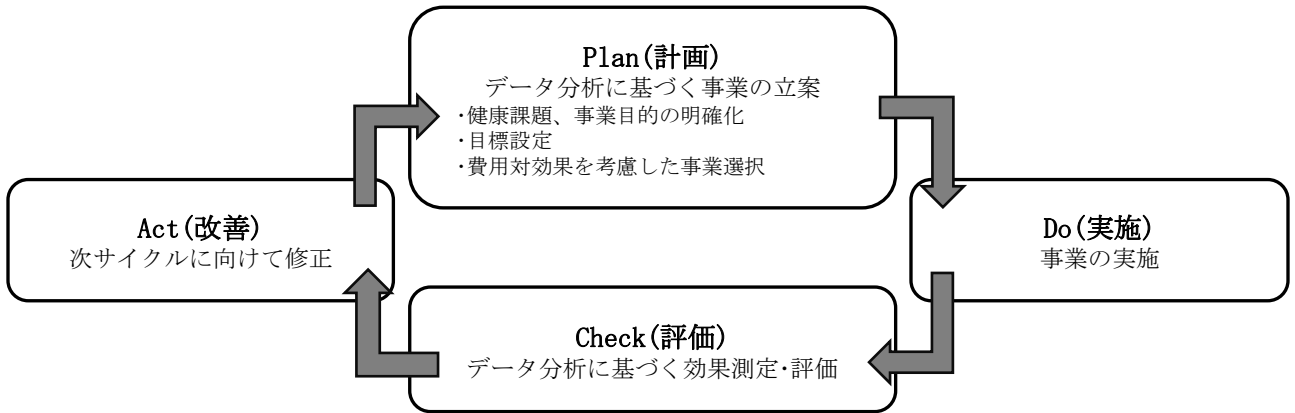 Plan(計画)
データ分析に基づく事業の立案
･健康課題、事業目的の明確化
･目標設定
･費用対効果を考慮した事業選択
Act(改善)
次サイクルに向けて修正
Do(実施)
事業の実施
Check(評価)
データ分析に基づく効果測定･評価